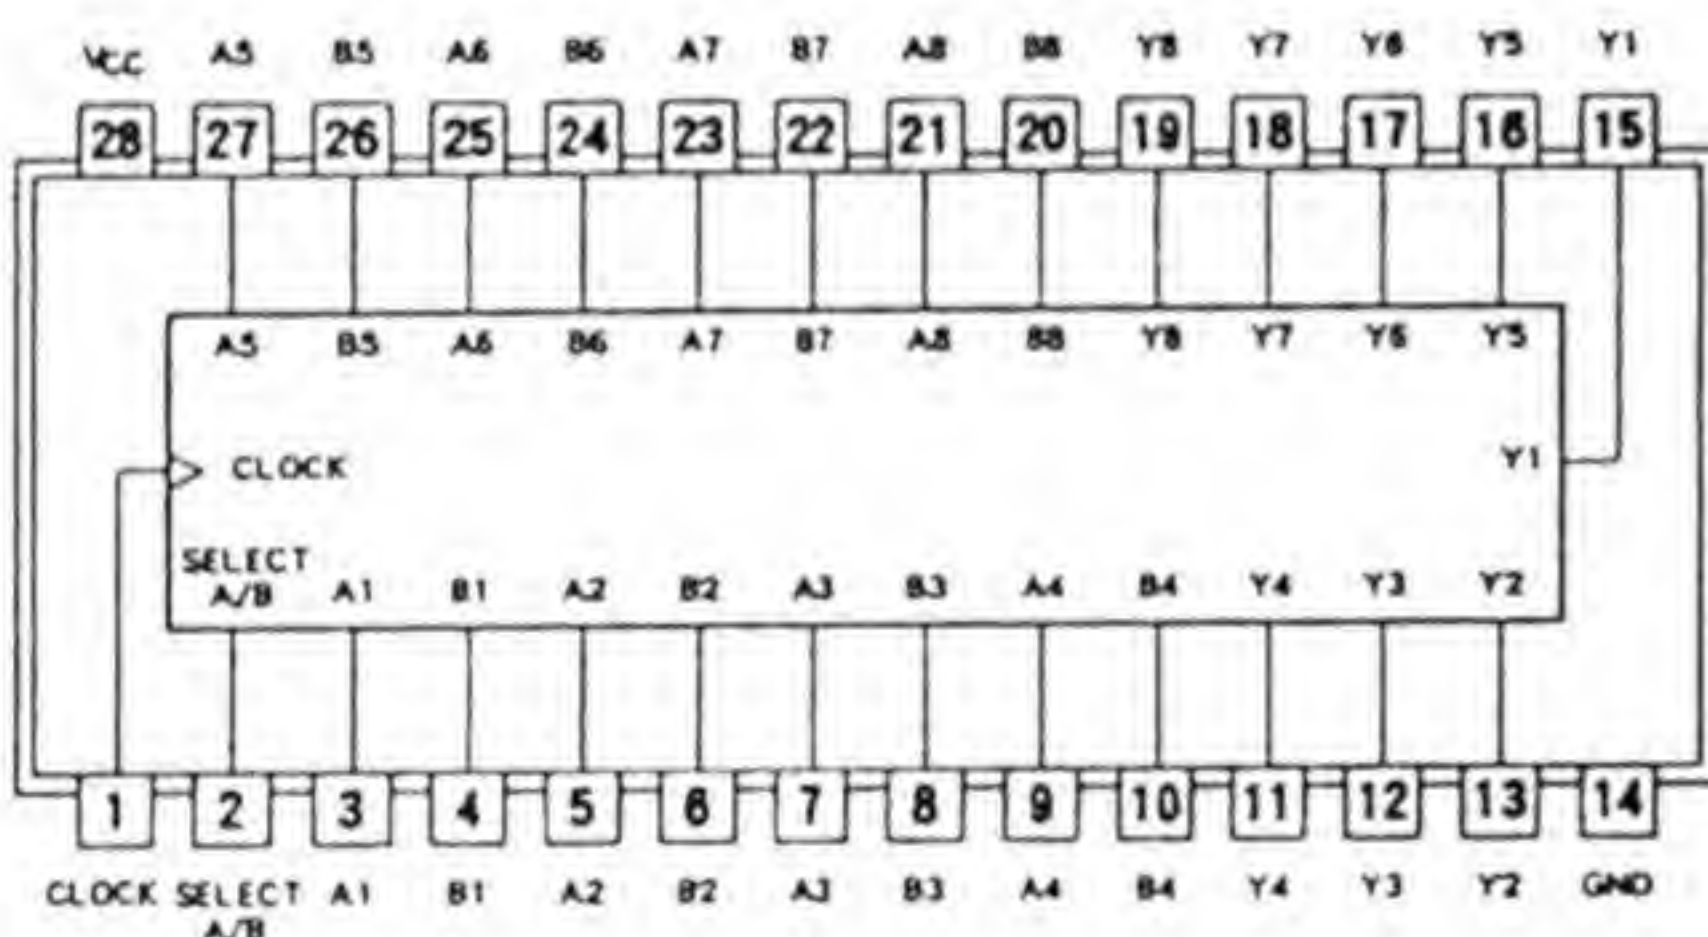 VCC A5 B5 A6 B6 A7 B7 A8 B8 Y8 Y7 Y6 Y5 Y1
28 27 26 25 24 23 22 21 20 19 18 17 16 15
A5 B5 A6 B6 A7 B7 A8 B8 Y8 Y7 Y6 Y5
CLOCK Y1
SELECT
A/B A1 B1 A2 B2 A3 B3 A4 B4 Y4 Y3 Y2
1 2 3 4 5 6 7 8 9 10 11 12 13 14
CLOCK SELECT A1 B1 A2 B2 A3 B3 A4 B4 Y4 Y3 Y2 GND
A/B